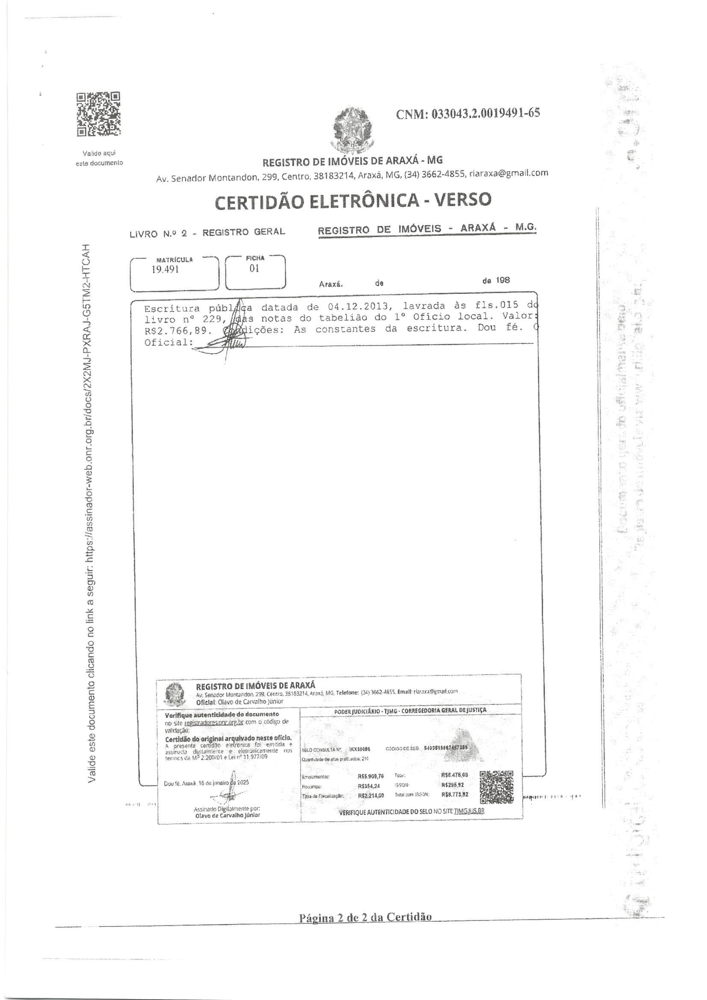 CNM: 033043.2.0019491-65
Valide aqui
este documento
REGISTRO DE IMÓVEIS DE ARAXÁ - MG
Av. Senador Montandon, 299, Centro, 38183214, Araxá, MG, (34) 3662-4855, riaraxa@gmail.com
CERTIDÃO ELETRÔNICA - VERSO
LIVRO N.º 2 - REGISTRO GERAL
REGISTRO DE IMÓVEIS - ARAXÁ - M.G.
MATRÍCULA
19.491
FICHA
01
Araxá, de de 198
Escritura pública datada de 04.12.2013, lavrada às fls.015 do
livro nº 229, das notas do tabelião do 1º Ofício local. Valor:
R$2.766,89. Condições: As constantes da escritura. Dou fé. O
Oficial:
Valide este documento clicando no link a seguir: https://assinador-web.onr.org.br/docs/2X2MJ-PXRAJ-G5TM2-HTCAH
REGISTRO DE IMÓVEIS DE ARAXÁ
Av. Senador Montandon, 299, Centro, 38183214, Araxá, MG, Telefone: (34) 3662-4855. Email: riaraxa@gmail.com
Oficial: Olavo de Carvalho Júnior
Verifique autenticidade do documento
no site registradores.onr.org.br com o código de
validação:
Certidão do original arquivado neste ofício.
A presente certidão eletrônica foi emitida e
assinada digitalmente e eletronicamente nos
termos da Mª 2.200/01 e Lei nº 11.977/09
Dou fé. Araxá, 16 de janeiro de 2025
Assinado Digitalmente por:
Olavo de Carvalho Júnior
PODER JUDICIÁRIO - TJMG - CORREGEDORIA GERAL DE JUSTIÇA
SELO CONSULTA Nº: CÓDIGO DE SEG.:
Quantidade de atos praticados: 210
Emolumentos: R$5.909,76 Total: R$8.478,00
Recompe: R$354,24 ISSQN: R$295,92
Taxa de Fiscalização: R$2.214,00 Total com ISSQN: R$8.773,92
VERIFIQUE AUTENTICIDADE DO SELO NO SITE TJMG.JUS.BR
Página 2 de 2 da Certidão